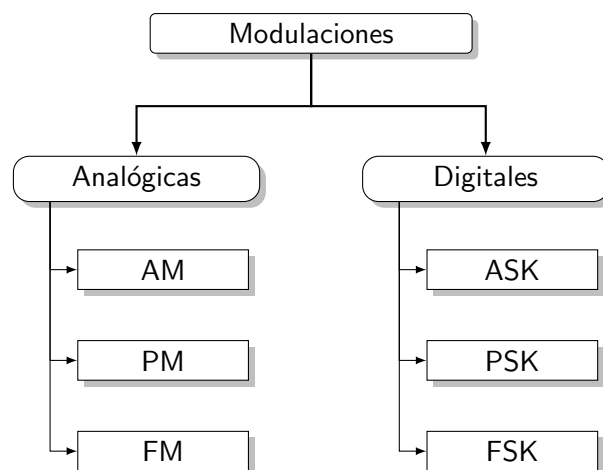 Modulaciones
Analógicas
Digitales
AM
ASK
PM
PSK
FM
FSK